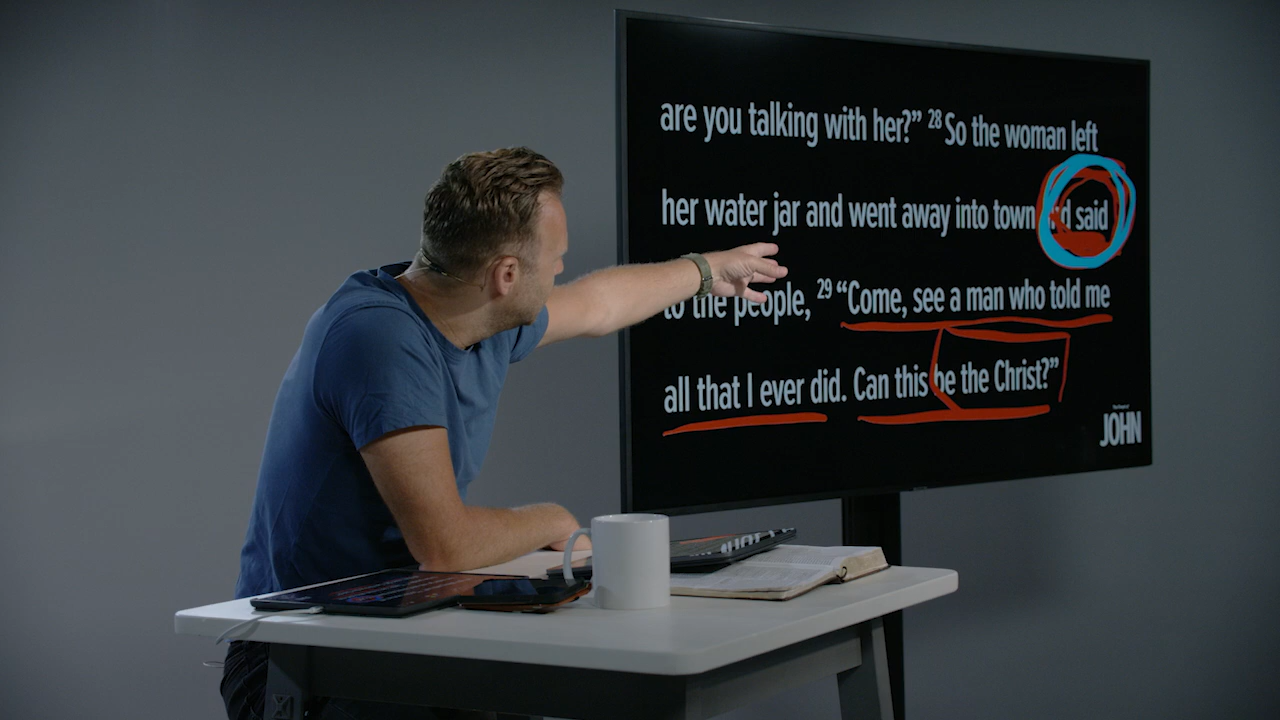 are you talking with her?” 28 So the woman left
her water jar and went away into town and said
to the people, 29 “Come, see a man who told me
all that I ever did. Can this be the Christ?”
JOHN